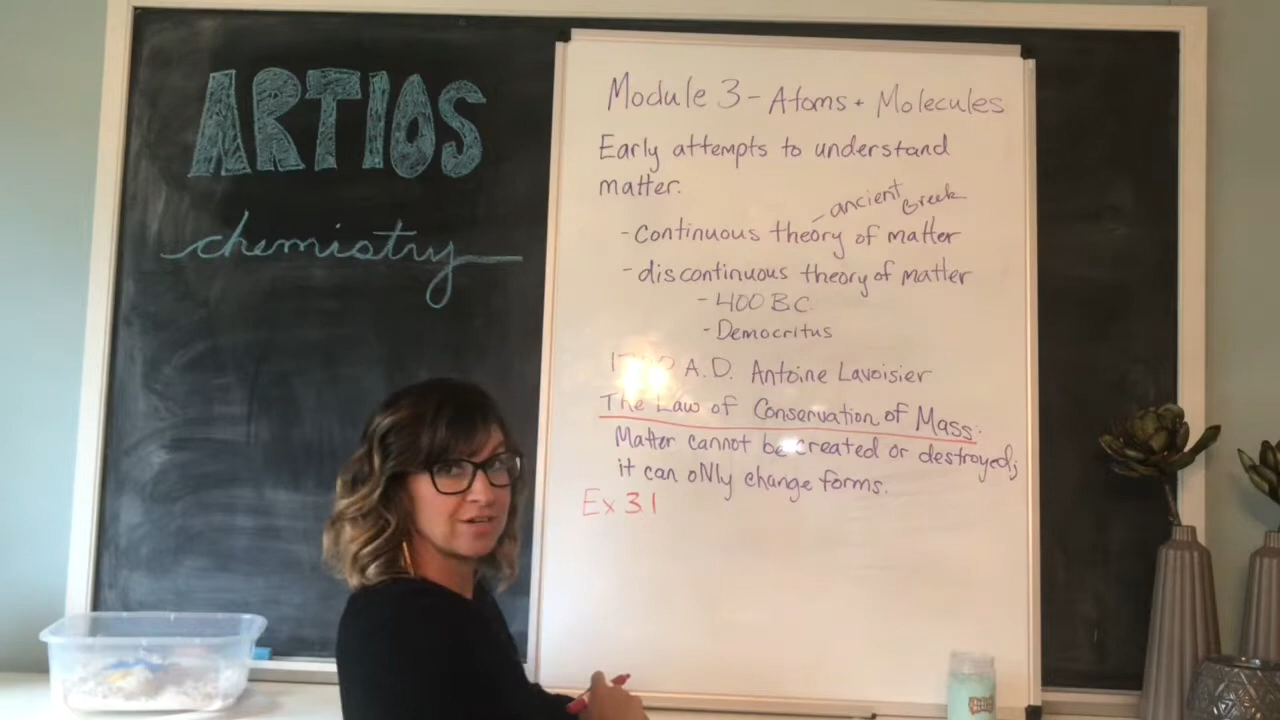 ARTIOS
chemistry
Module 3 - Atoms + Molecules
Early attempts to understand
matter.
- ancient Greek
- continuous theory of matter
- discontinuous theory of matter
- 400 BC.
- Democritus
A.D. Antoine Lavoisier
The Law of Conservation of Mass:
Matter cannot be created or destroyed;
it can oNly change forms.
Ex 3.1